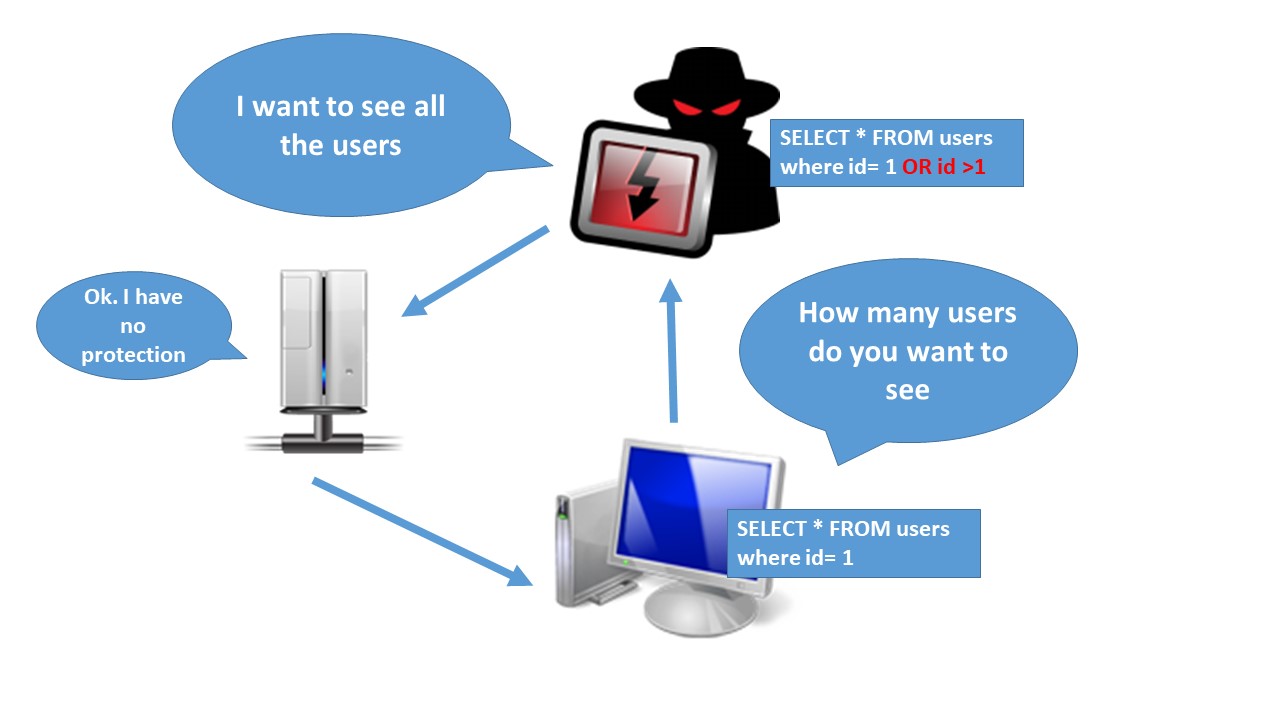 I want to see all
the users
SELECT * FROM users
where id= 1 OR id >1
Ok. I have
no
protection
How many users
do you want to
see
SELECT * FROM users
where id= 1